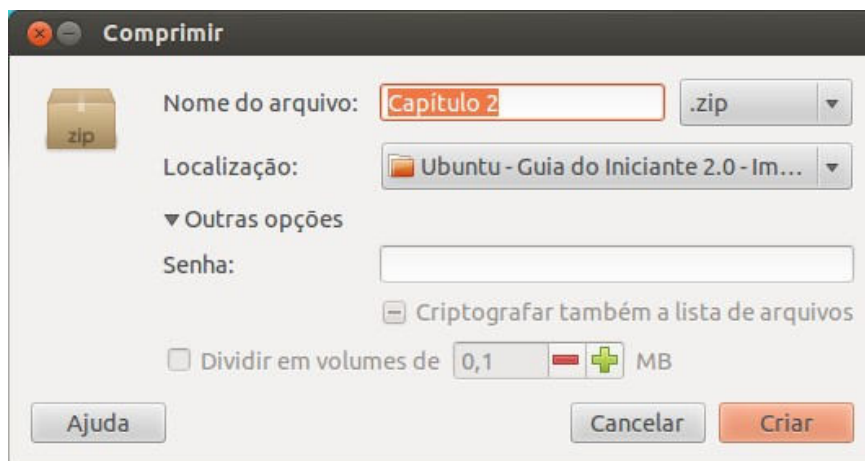 Comprimir
zip
Nome do arquivo: Capítulo 2 .zip
Localização: Ubuntu - Guia do Iniciante 2.0 - Im...
Outras opções
Senha:
Criptografar também a lista de arquivos
Dividir em volumes de 0,1 MB
Ajuda Cancelar Criar